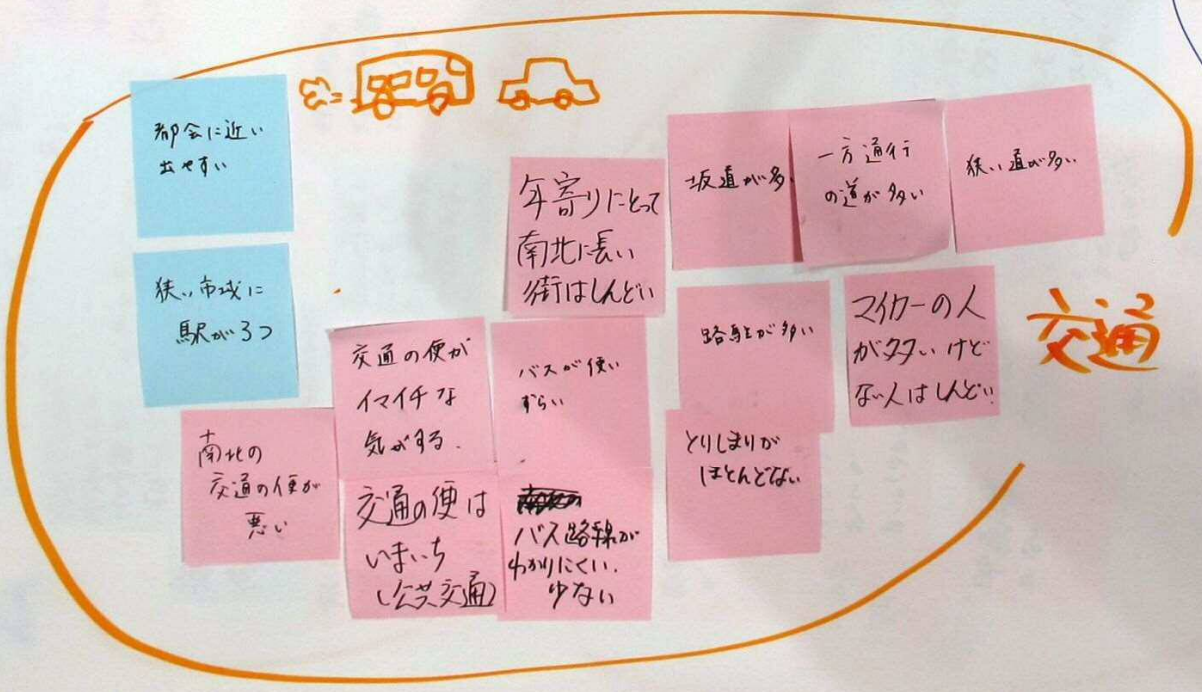 都会に近い
出やすい
狭い市域に
駅が3つ
年寄りにとって
南北に長い
街はしんどい
坂道が多い
一方通行
の道が多い
狭い道が多い
交通の便が
イマイチな
気がする.
バスが使い
ずらい
路駐が多い
マイカーの人
が多いけど
ない人はしんどい.
交通
南北の
交通の便が
悪い
交通の便は
いまいち
(公共交通)
バス路線が
わかりにくい.
少ない
とりしまりが
ほとんどない